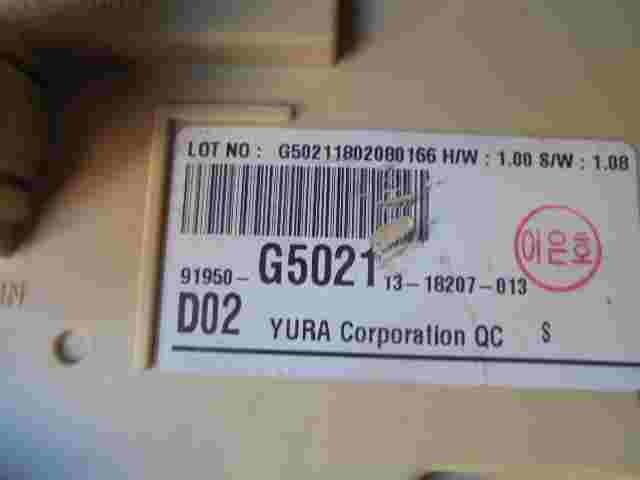 LOT NO : G50211802080166 H/W : 1.00 S/W : 1.08
이은호
91950-G5021 13-18207-013
D02 YURA Corporation QC S